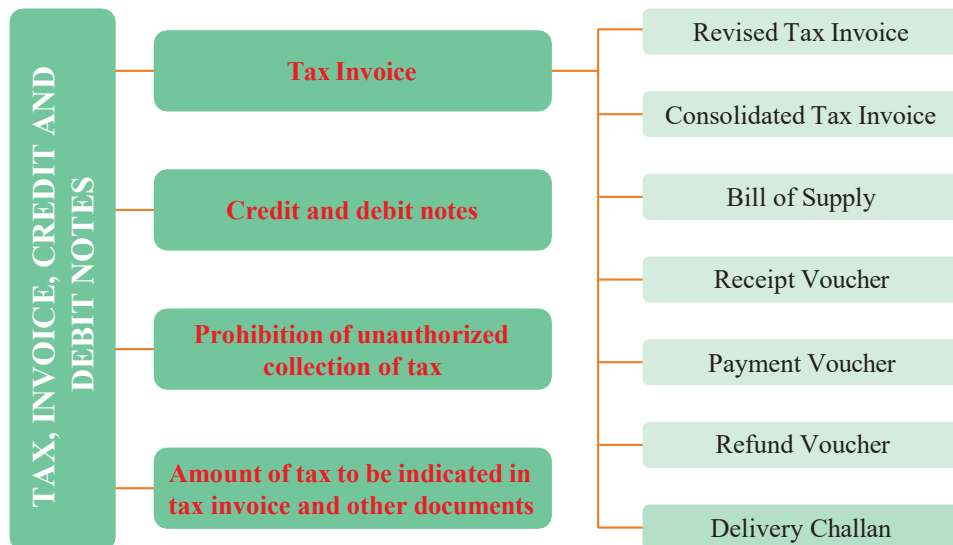 TAX, INVOICE, CREDIT AND
DEBIT NOTES
Tax Invoice
Credit and debit notes
Prohibition of unauthorized
collection of tax
Amount of tax to be indicated in
tax invoice and other documents
Revised Tax Invoice
Consolidated Tax Invoice
Bill of Supply
Receipt Voucher
Payment Voucher
Refund Voucher
Delivery Challan